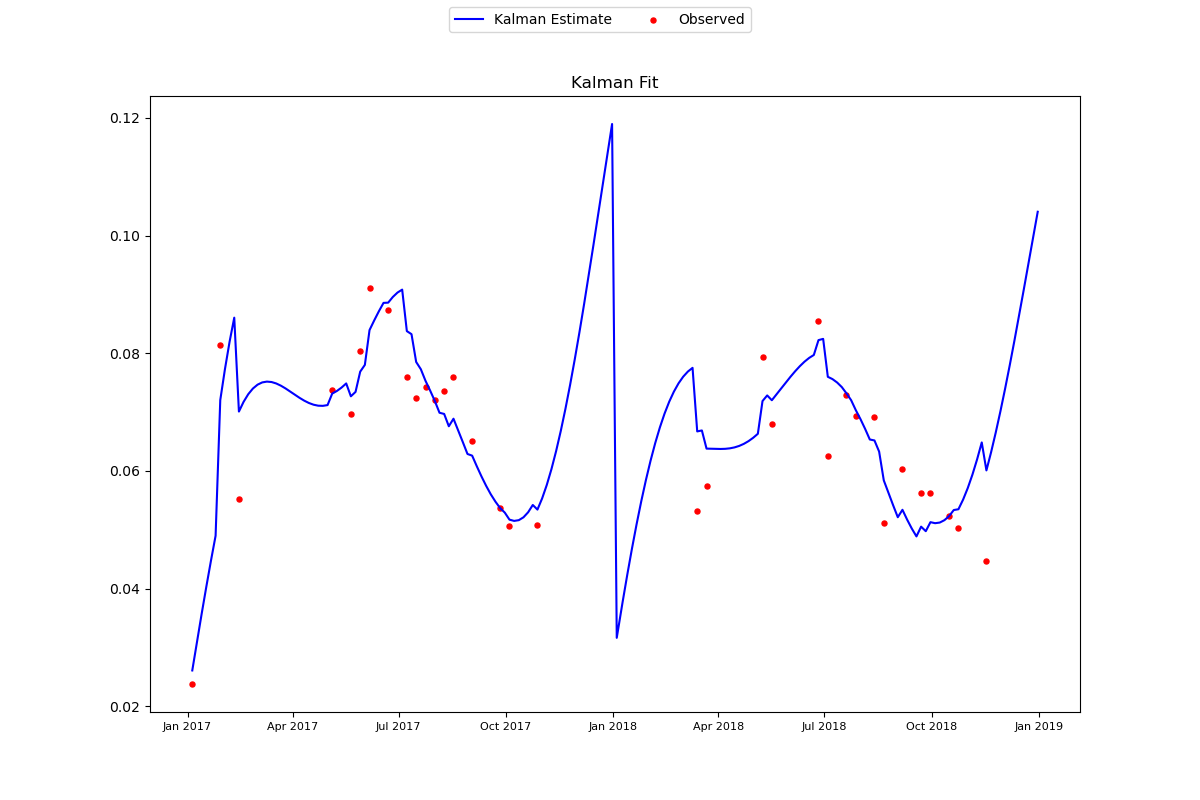 Kalman Estimate Observed
Kalman Fit
0.12
0.10
0.08
0.06
0.04
0.02
Jan 2017 Apr 2017 Jul 2017 Oct 2017 Jan 2018 Apr 2018 Jul 2018 Oct 2018 Jan 2019